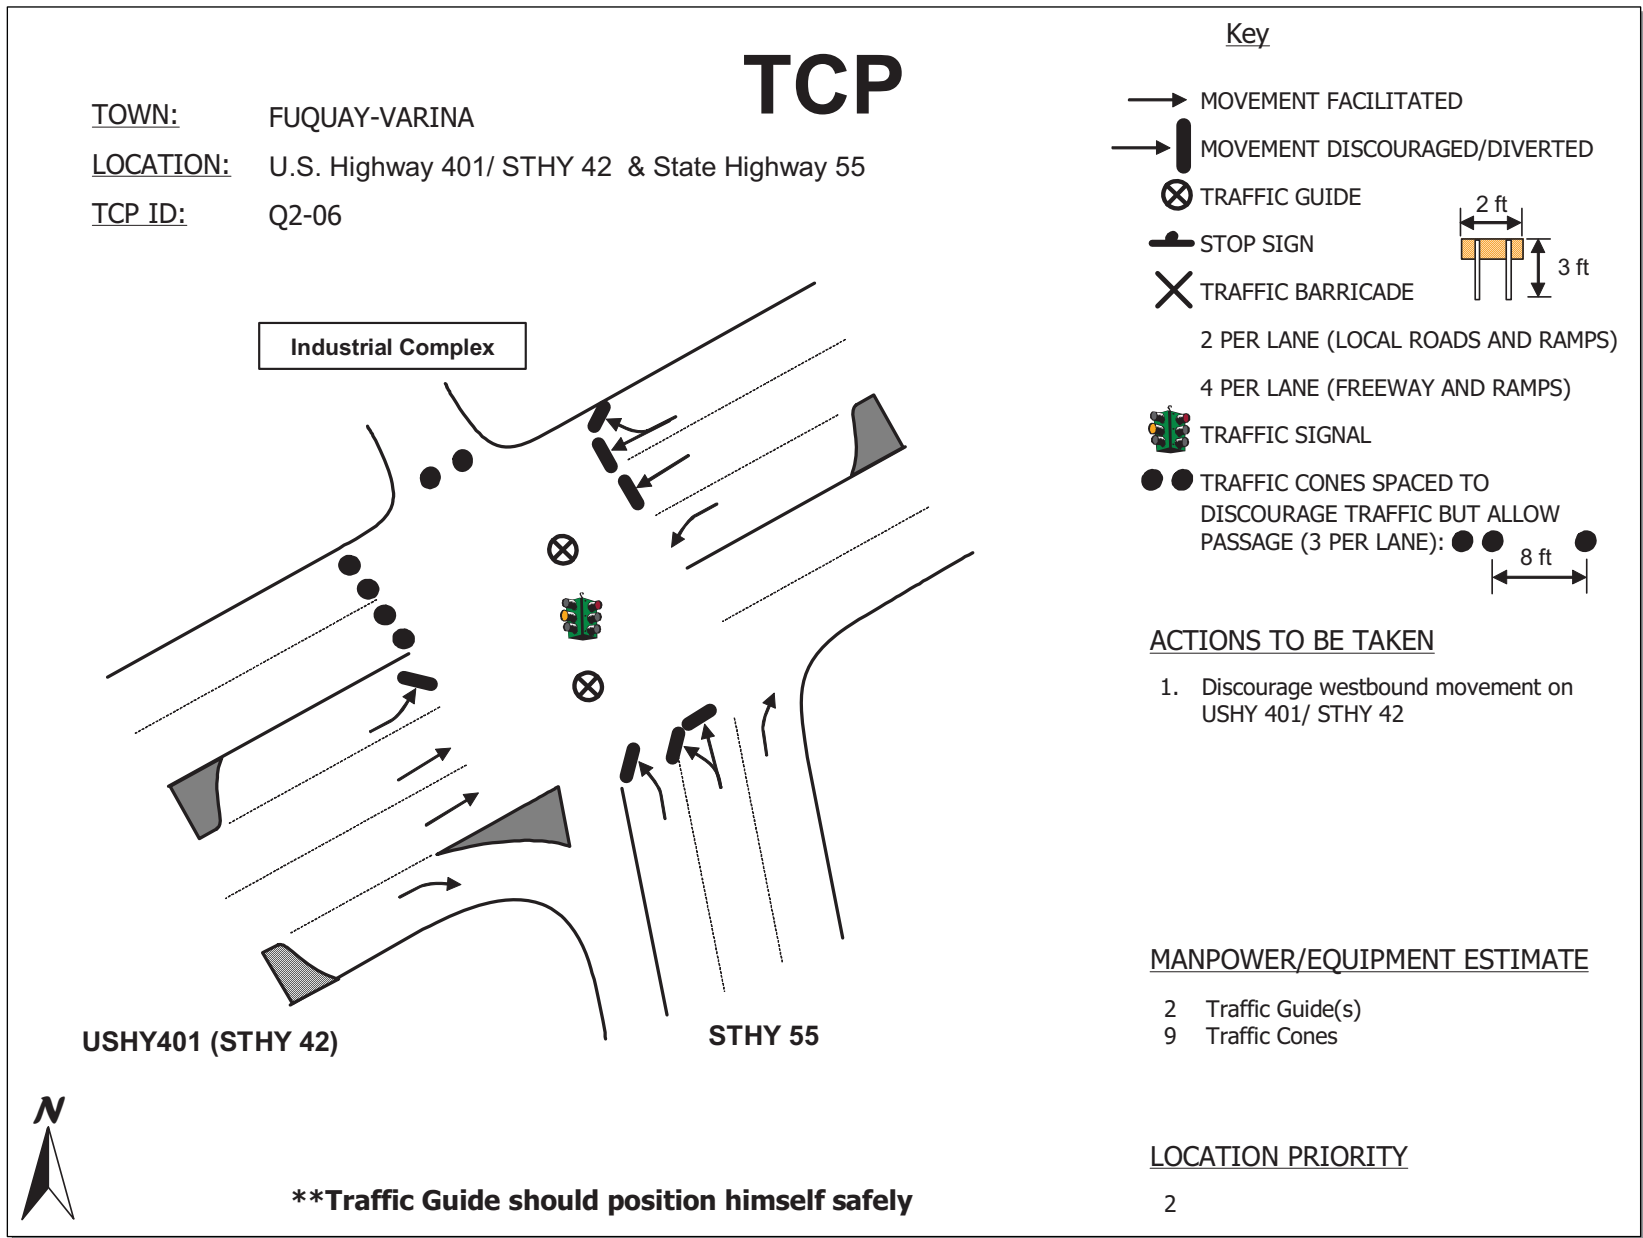 TCP
TOWN: FUQUAY-VARINA
LOCATION: U.S. Highway 401/ STHY 42 & State Highway 55
TCP ID: Q2-06
Industrial Complex
USHY401 (STHY 42)
STHY 55
N
**Traffic Guide should position himself safely
Key
MOVEMENT FACILITATED
MOVEMENT DISCOURAGED/DIVERTED
TRAFFIC GUIDE
STOP SIGN
2 ft
3 ft
TRAFFIC BARRICADE
2 PER LANE (LOCAL ROADS AND RAMPS)
4 PER LANE (FREEWAY AND RAMPS)
TRAFFIC SIGNAL
TRAFFIC CONES SPACED TO
DISCOURAGE TRAFFIC BUT ALLOW
PASSAGE (3 PER LANE):
8 ft
ACTIONS TO BE TAKEN
1. Discourage westbound movement on
USHY 401/ STHY 42
MANPOWER/EQUIPMENT ESTIMATE
2 Traffic Guide(s)
9 Traffic Cones
LOCATION PRIORITY
2